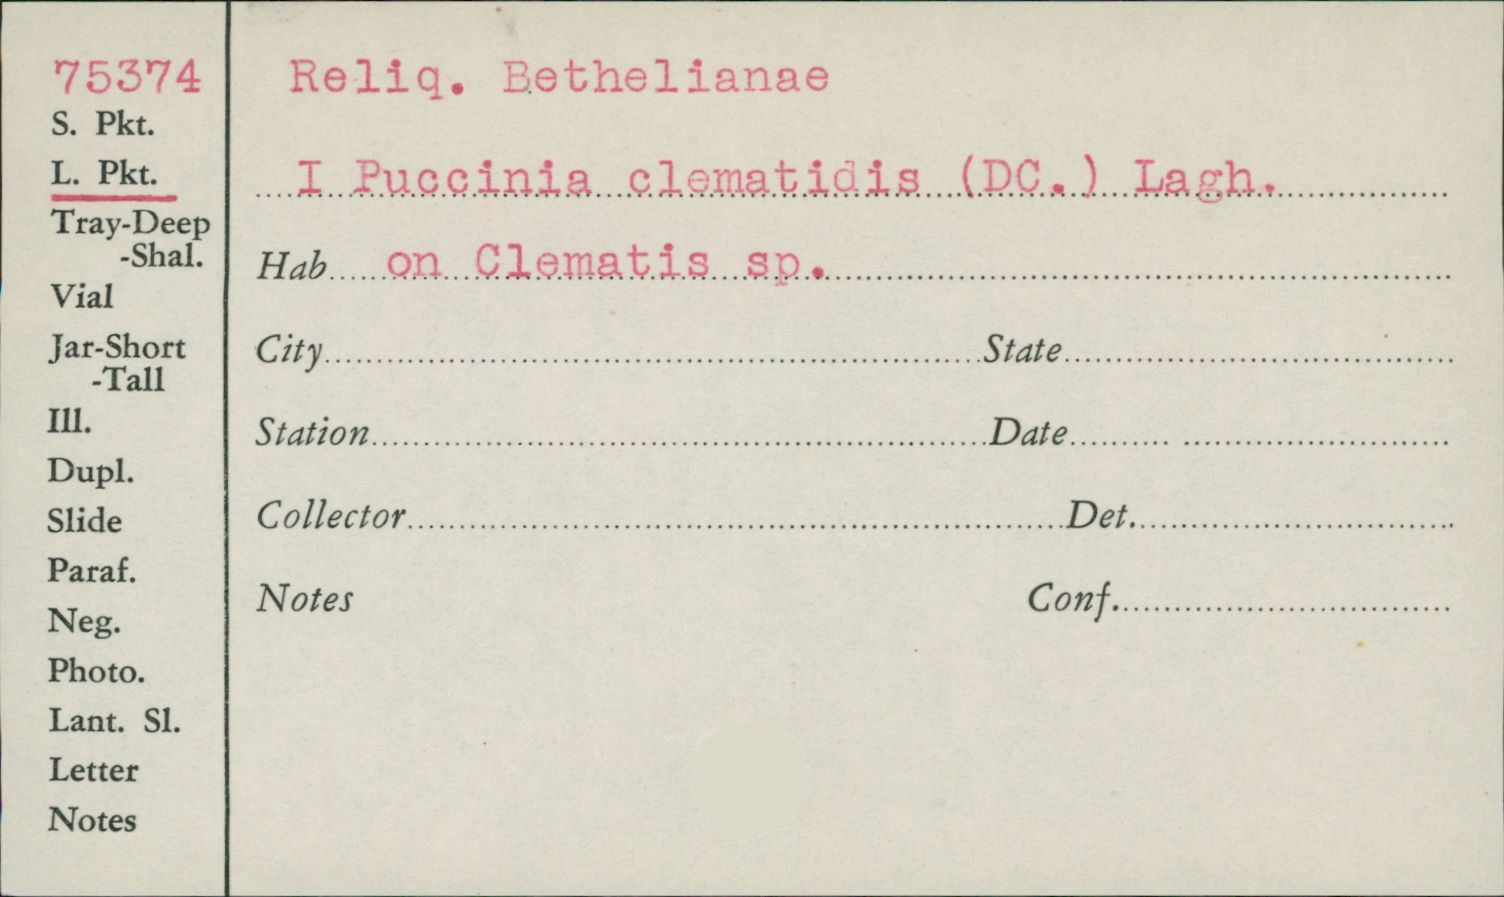 75374
S. Pkt.
L. Pkt.
Tray-Deep
-Shal.
Vial
Jar-Short
-Tall
Ill.
Dupl.
Slide
Paraf.
Neg.
Photo.
Lant. Sl.
Letter
Notes
Reliq. Bethelianae
I Puccinia clematidis (DC.) Lagh.
Hab on Clematis sp.
City State
Station Date
Collector Det.
Notes Conf.